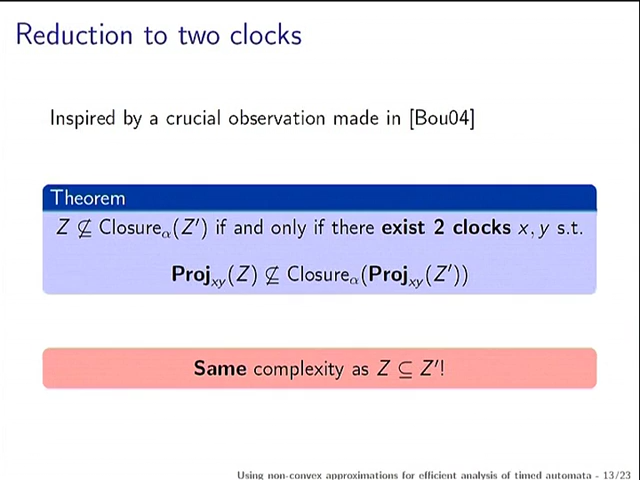 Reduction to two clocks
Inspired by a crucial observation made in [Bou04]
Theorem
Z ⊈ Closure_α(Z′) if and only if there exist 2 clocks x, y s.t.
Proj_xy(Z) ⊈ Closure_α(Proj_xy(Z′))
Same complexity as Z ⊆ Z′!
Using non-convex approximations for efficient analysis of timed automata - 13/23